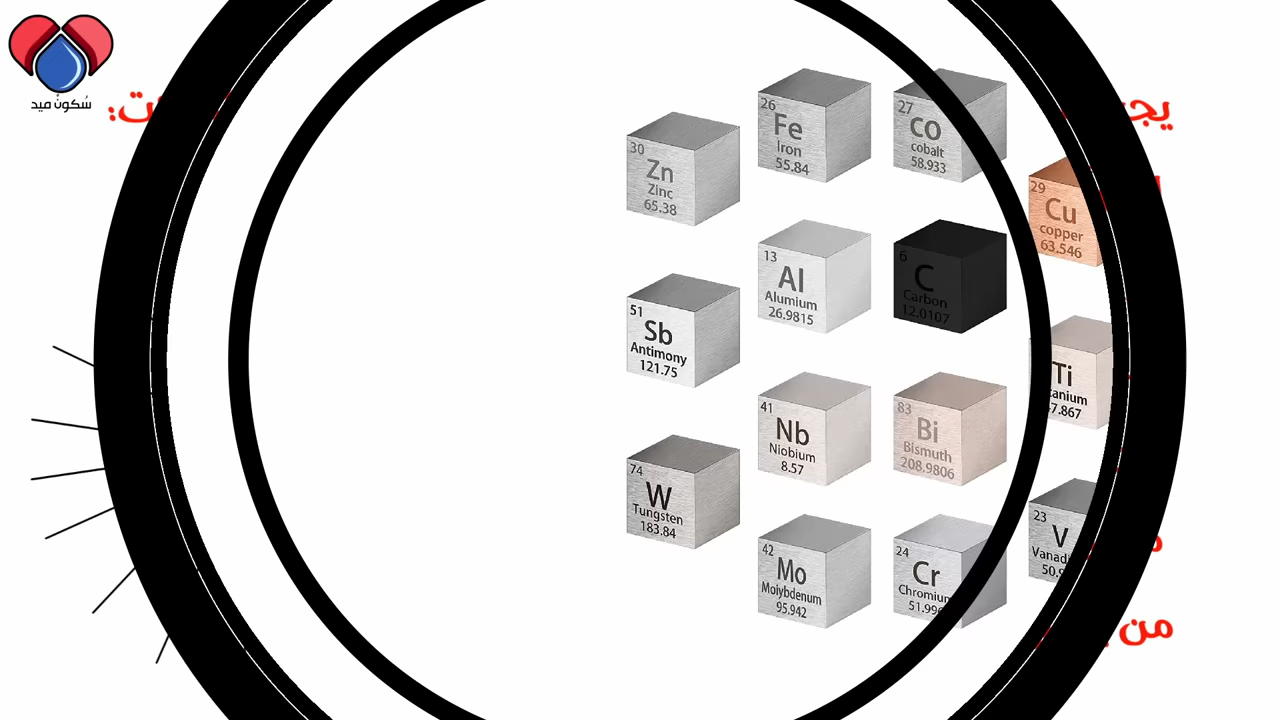 سُكون ميد
26
Fe
Iron
55.84
27
CO
cobalt
58.933
30
Zn
Zinc
65.38
29
Cu
copper
63.546
13
Al
Alumium
26.9815
6
C
Carbon
12.0107
51
Sb
Antimony
121.75
Ti
41
Nb
Niobium
8.57
83
Bi
Bismuth
208.9806
74
W
Tungsten
183.84
23
V
42
Mo
Molybdenum
95.942
24
Cr
Chromium
من